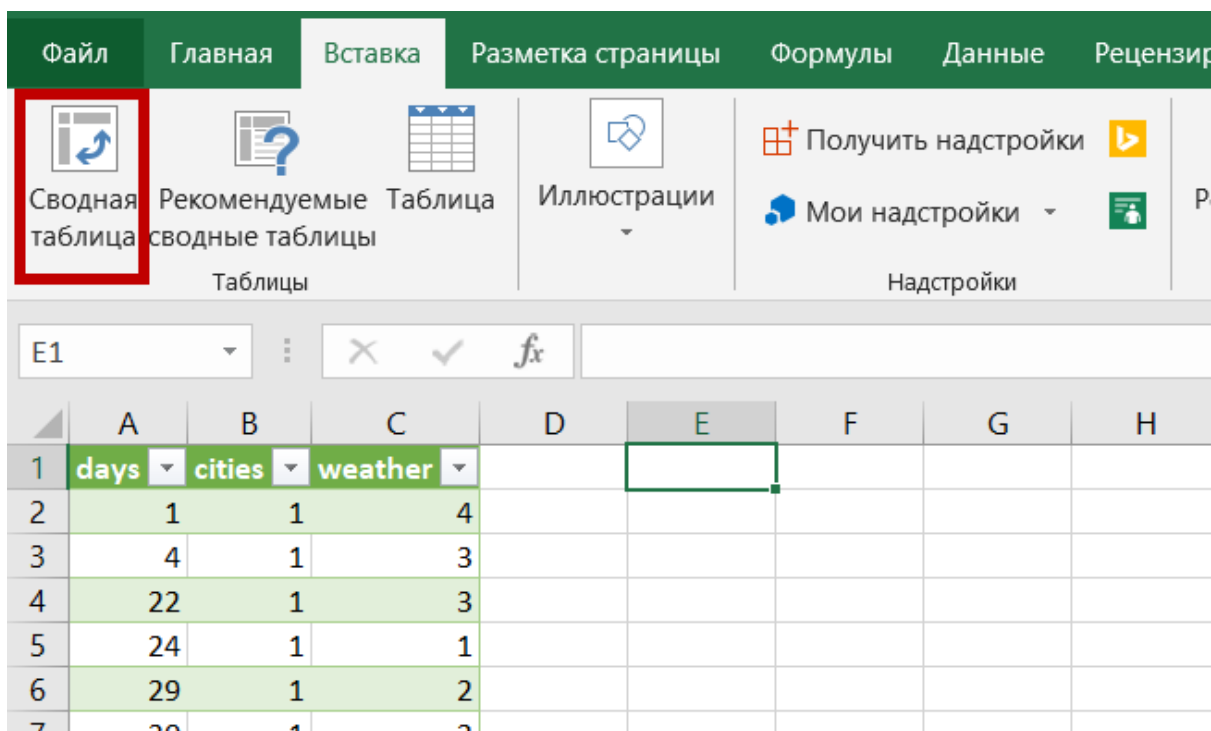 Файл Главная Вставка Разметка страницы Формулы Данные Рецензир
Сводная таблица
Рекомендуемые сводные таблицы
Таблица
Таблицы
Иллюстрации
Получить надстройки
Мои надстройки
Надстройки
E1
fx
A B C D E F G H
1 days cities weather
2 1 1 4
3 4 1 3
4 22 1 3
5 24 1 1
6 29 1 2